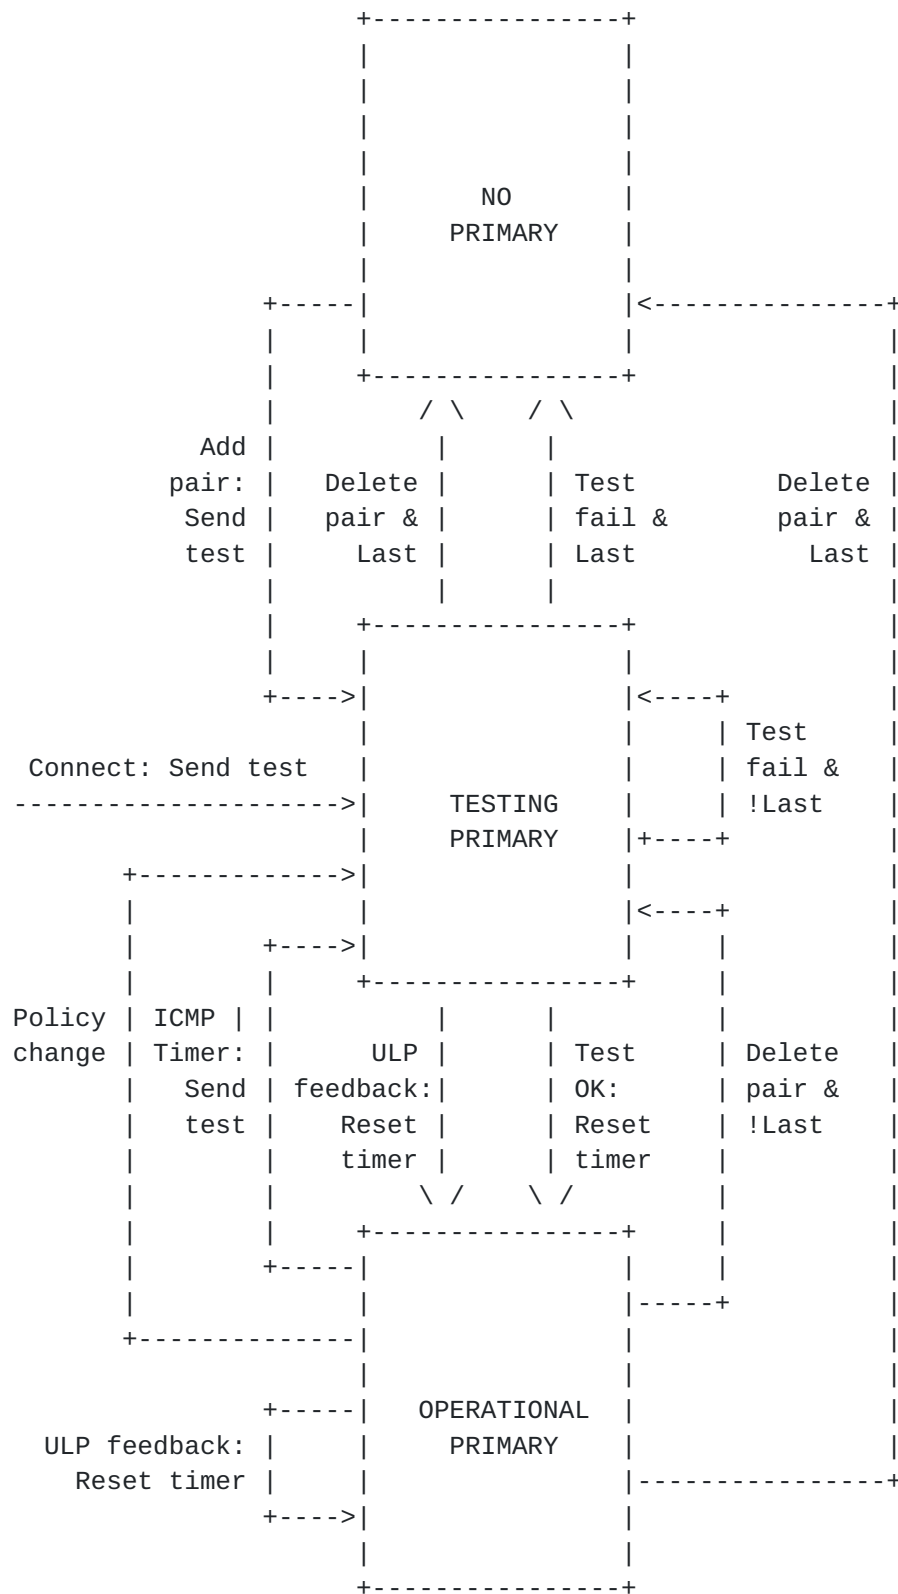 NO
PRIMARY
Add
pair:
Send
test
Delete
pair &
Last
Test
fail &
Last
Delete
pair &
Last
Connect: Send test
TESTING
PRIMARY
Test
fail &
!Last
Policy
change
ICMP |
Timer:
Send
test
ULP
feedback:
Reset
timer
Test
OK:
Reset
timer
Delete
pair &
!Last
OPERATIONAL
PRIMARY
ULP feedback:
Reset timer